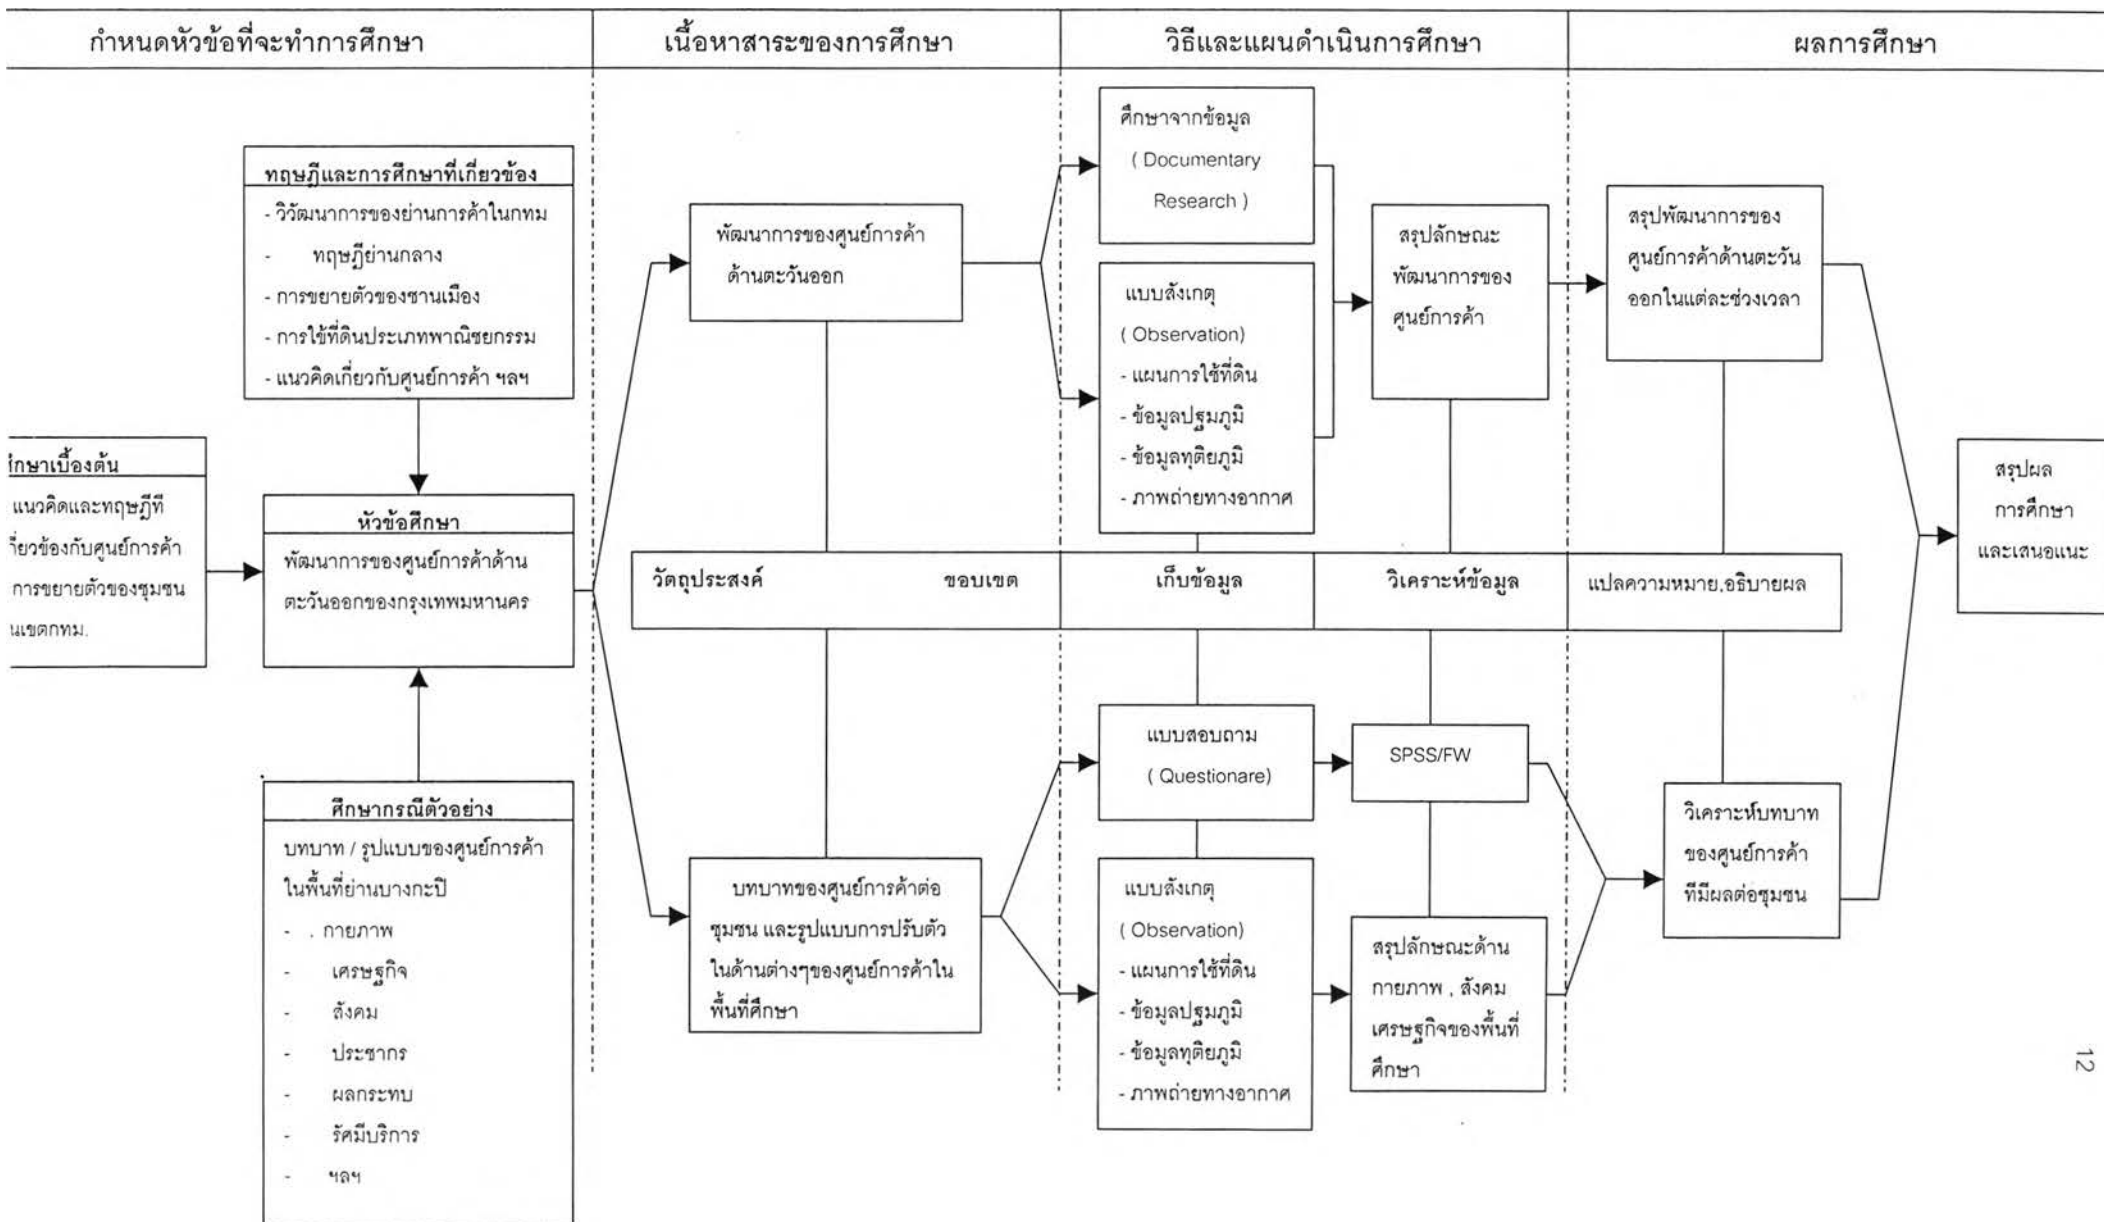 กำหนดหัวข้อที่จะทำการศึกษา
เนื้อหาสาระของการศึกษา
วิธีและแผนดำเนินการศึกษา
ผลการศึกษา
ทฤษฎีและการศึกษาที่เกี่ยวข้อง
- วิวัฒนาการของย่านการค้าในกทม
- ทฤษฎีย่านกลาง
- การขยายตัวของชานเมือง
- การใช้ที่ดินประเภทพาณิชยกรรม
- แนวคิดเกี่ยวกับศูนย์การค้า ฯลฯ
ศึกษาเบื้องต้น
แนวคิดและทฤษฎีที
กี่ยวข้องกับศูนย์การค้า
การขยายตัวของชุมชน
นเขตกทม.
หัวข้อศึกษา
พัฒนาการของศูนย์การค้าด้าน
ตะวันออกของกรุงเทพมหานคร
ศึกษากรณีตัวอย่าง
บทบาท / รูปแบบของศูนย์การค้า
ในพื้นที่ย่านบางกะปิ
- . กายภาพ
- เศรษฐกิจ
- สังคม
- ประชากร
- ผลกระทบ
- รัศมีบริการ
- ฯลฯ
พัฒนาการของศูนย์การค้า
ด้านตะวันออก
วัตถุประสงค์ ขอบเขต
เก็บข้อมูล
วิเคราะห์ข้อมูล
แปลความหมาย,อธิบายผล
บทบาทของศูนย์การค้าต่อ
ชุมชน และรูปแบบการปรับตัว
ในด้านต่างๆของศูนย์การค้าใน
พื้นที่ศึกษา
ศึกษาจากข้อมูล
( Documentary
Research )
แบบสังเกตุ
( Observation)
- แผนการใช้ที่ดิน
- ข้อมูลปฐมภูมิ
- ข้อมูลทุติยภูมิ
- ภาพถ่ายทางอากาศ
สรุปลักษณะ
พัฒนาการของ
ศูนย์การค้า
แบบสอบถาม
( Questionare)
SPSS/FW
แบบสังเกตุ
( Observation)
- แผนการใช้ที่ดิน
- ข้อมูลปฐมภูมิ
- ข้อมูลทุติยภูมิ
- ภาพถ่ายทางอากาศ
สรุปลักษณะด้าน
กายภาพ , สังคม
เศรษฐกิจของพื้นที่
ศึกษา
สรุปพัฒนาการของ
ศูนย์การค้าด้านตะวัน
ออกในแต่ละช่วงเวลา
วิเคราะห์บทบาท
ของศูนย์การค้า
ทีมีผลต่อชุมชน
สรุปผล
การศึกษา
และเสนอแนะ
12